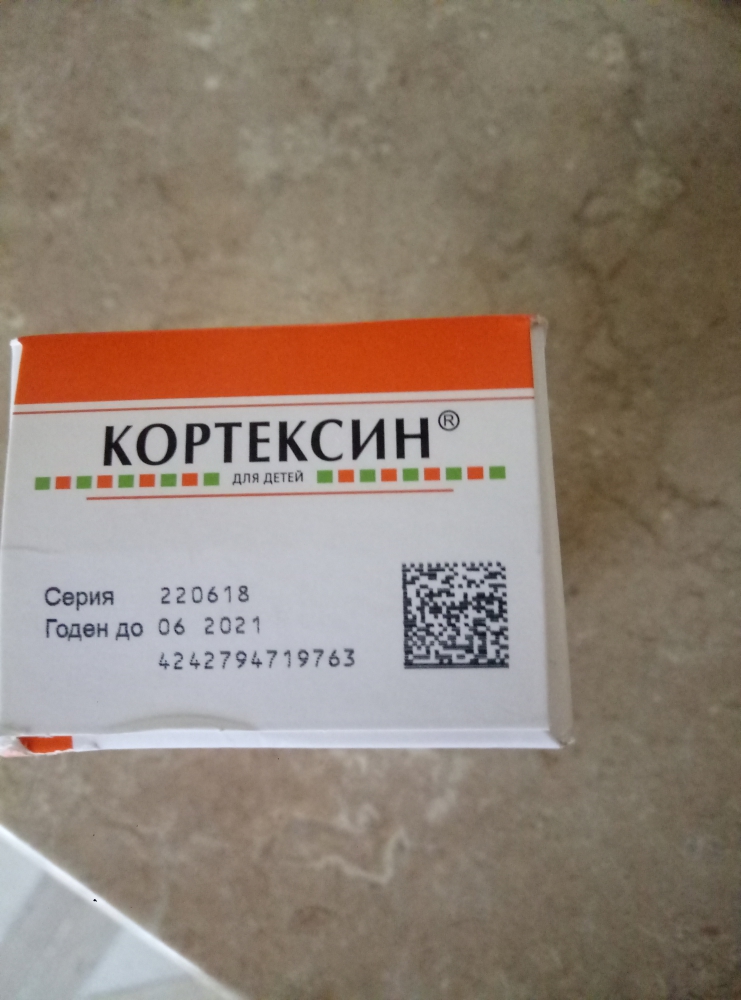 КОРТЕКСИН®
ДЛЯ ДЕТЕЙ
Серия 220618
Годен до 06 2021
4242794719763